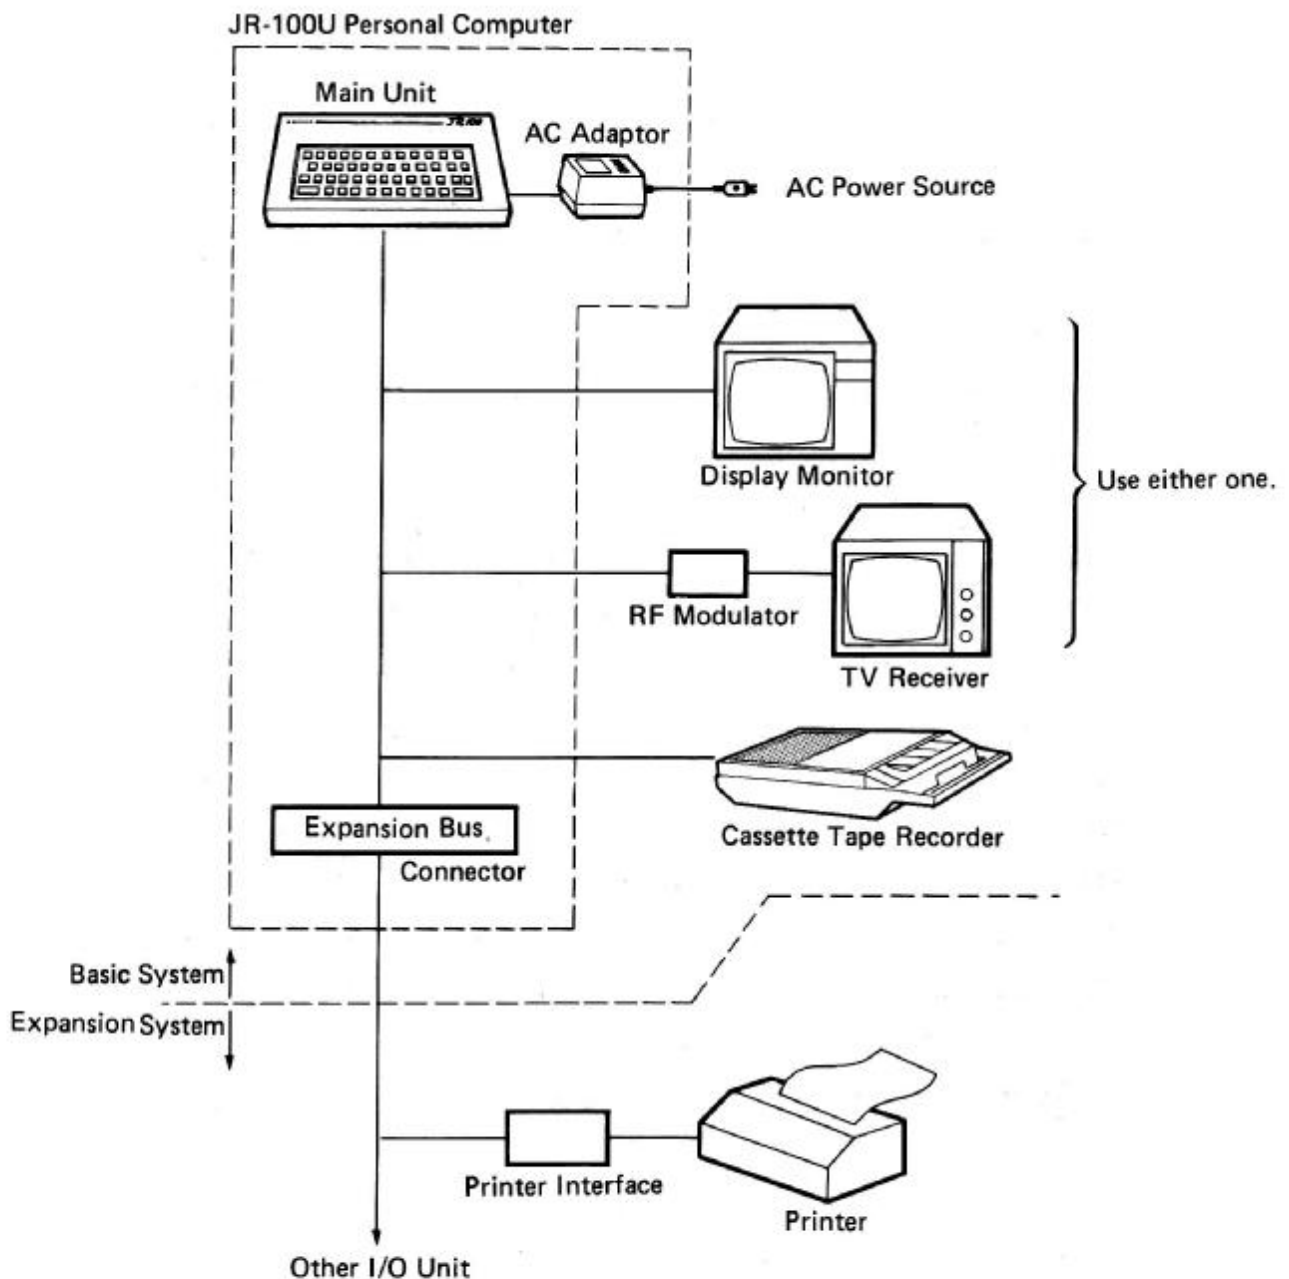 JR-100U Personal Computer
Main Unit
JR100
AC Adaptor
AC Power Source
Display Monitor
Use either one.
RF Modulator
TV Receiver
Cassette Tape Recorder
Expansion Bus
Connector
Basic System
Expansion System
Printer Interface
Printer
Other I/O Unit